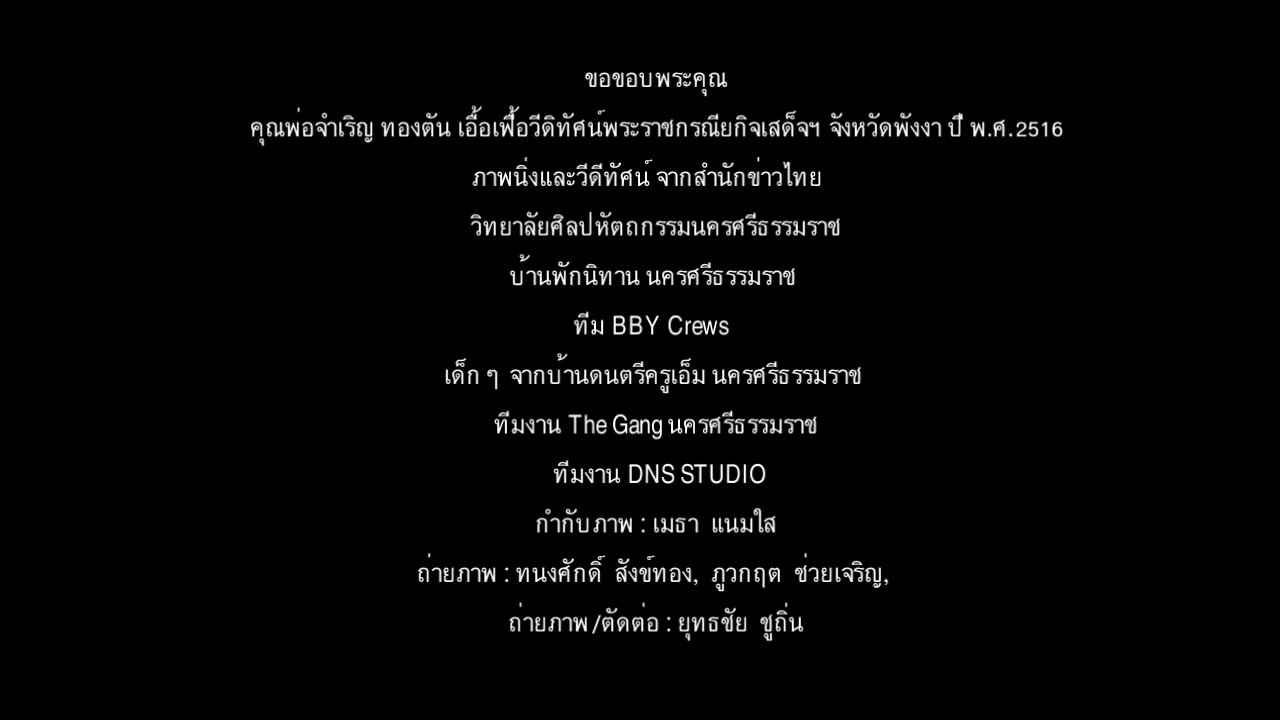 ขอขอบพระคุณ
คุณพ่อจำเริญ ทองตัน เอื้อเฟื้อวีดิทัศน์พระราชกรณียกิจเสด็จฯ จังหวัดพังงา ปี พ.ศ.2516
ภาพนิ่งและวีดีทัศน์ จากสำนักข่าวไทย
วิทยาลัยศิลปหัตถกรรมนครศรีธรรมราช
บ้านพักนิทาน นครศรีธรรมราช
ทีม BBY Crews
เด็ก ๆ จากบ้านดนตรีครูเอ็ม นครศรีธรรมราช
ทีมงาน The Gang นครศรีธรรมราช
ทีมงาน DNS STUDIO
กำกับภาพ : เมธา แนมใส
ถ่ายภาพ : ทนงศักดิ์ สังข์ทอง, ภูวกฤต ช่วยเจริญ,
ถ่ายภาพ/ตัดต่อ : ยุทธชัย ชูถิ่น